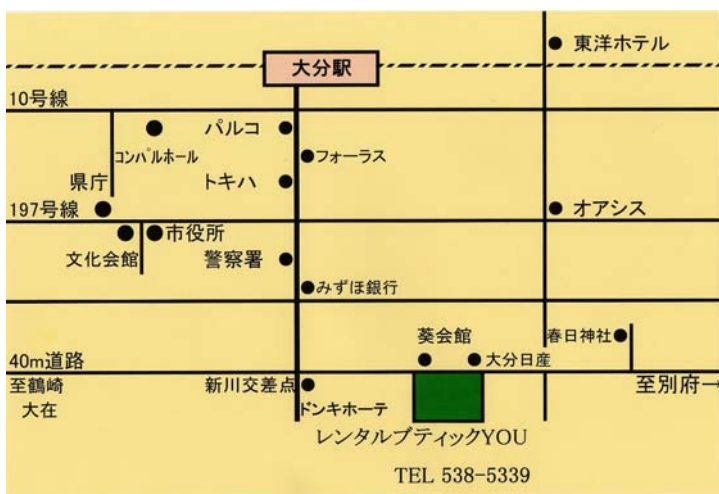 東洋ホテル
大分駅
10号線
パルコ
コンパルホール
フォーラス
県庁
トキハ
197号線
オアシス
市役所
文化会館
警察署
みずほ銀行
葵会館
春日神社
40m道路
大分日産
至鶴崎
大在
新川交差点
ドンキホーテ
至別府→
レンタルブティックYOU
TEL 538-5339